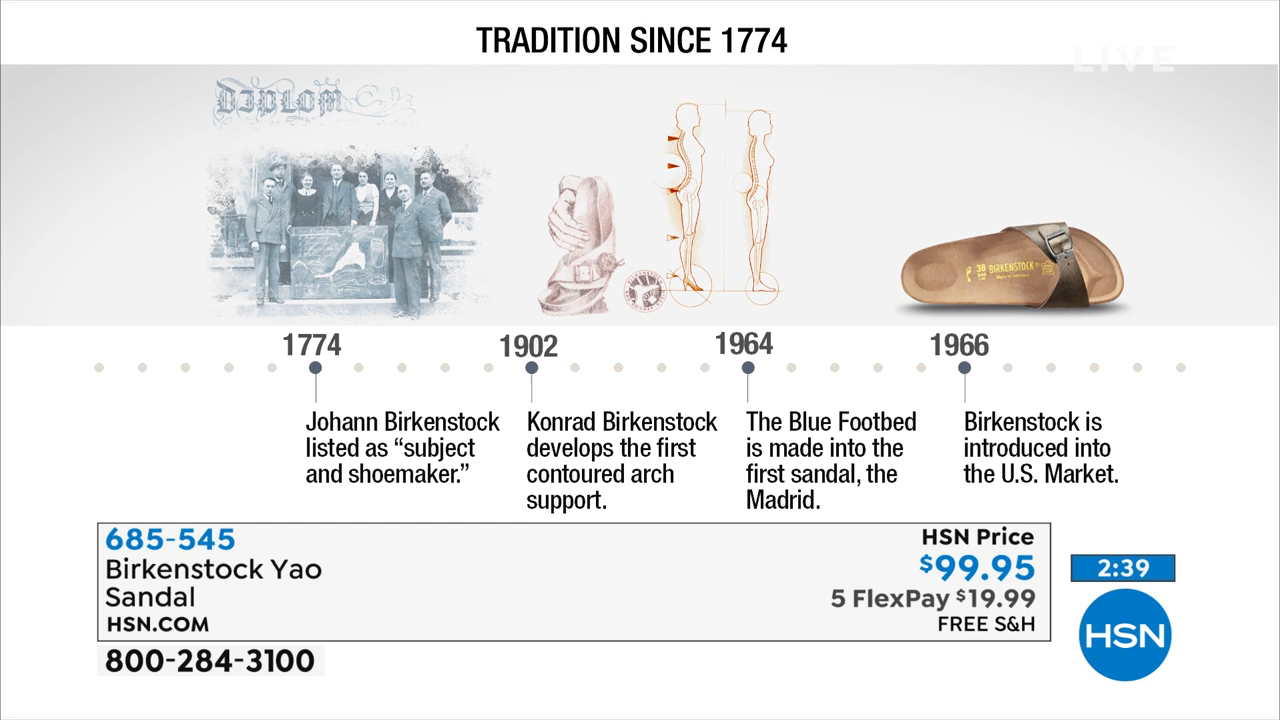 TRADITION SINCE 1774
LIVE
Diplom
38
BIRKENSTOCK
1774
1902
1964
1966
Johann Birkenstock
listed as “subject
and shoemaker.”
Konrad Birkenstock
develops the first
contoured arch
support.
The Blue Footbed
is made into the
first sandal, the
Madrid.
Birkenstock is
introduced into
the U.S. Market.
685-545
Birkenstock Yao
Sandal
HSN.COM
HSN Price
$99.95
5 FlexPay $19.99
FREE S&H
800-284-3100
2:39
HSN